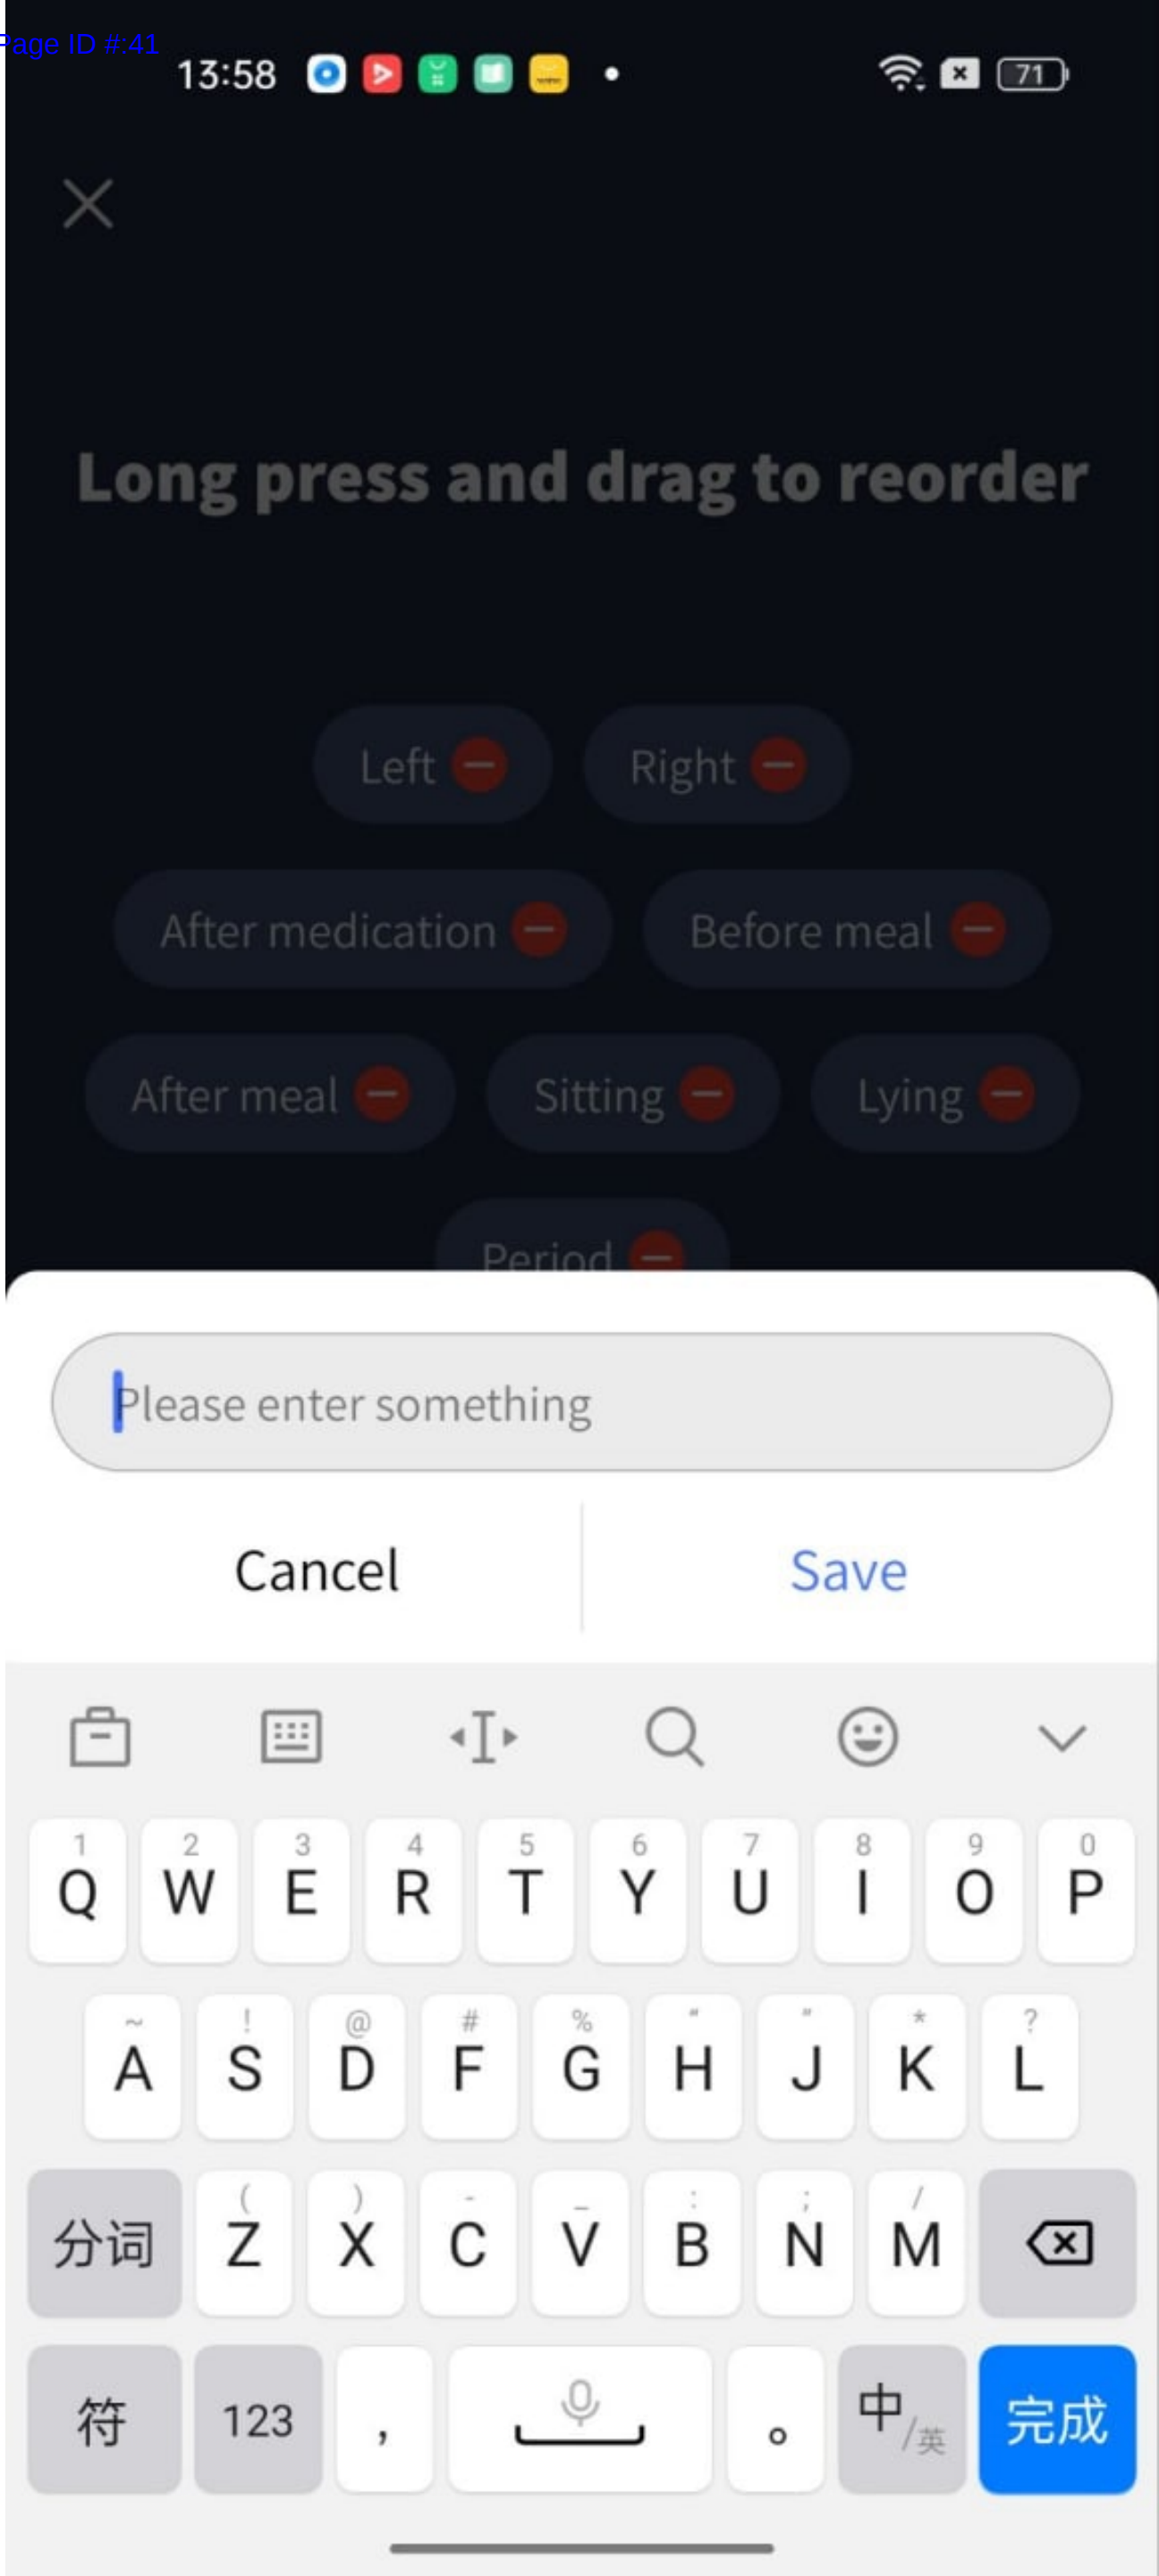 Page ID #:41
13:58
71
Long press and drag to reorder
Left Right
After medication Before meal
After meal Sitting Lying
Period
Please enter something
Cancel Save
1 2 3 4 5 6 7 8 9 0
Q W E R T Y U I O P
~ ! @ # % “ ” * ?
A S D F G H J K L
( ) - _ : ; /
分词 Z X C V B N M
符 123 , 。 中/英 完成